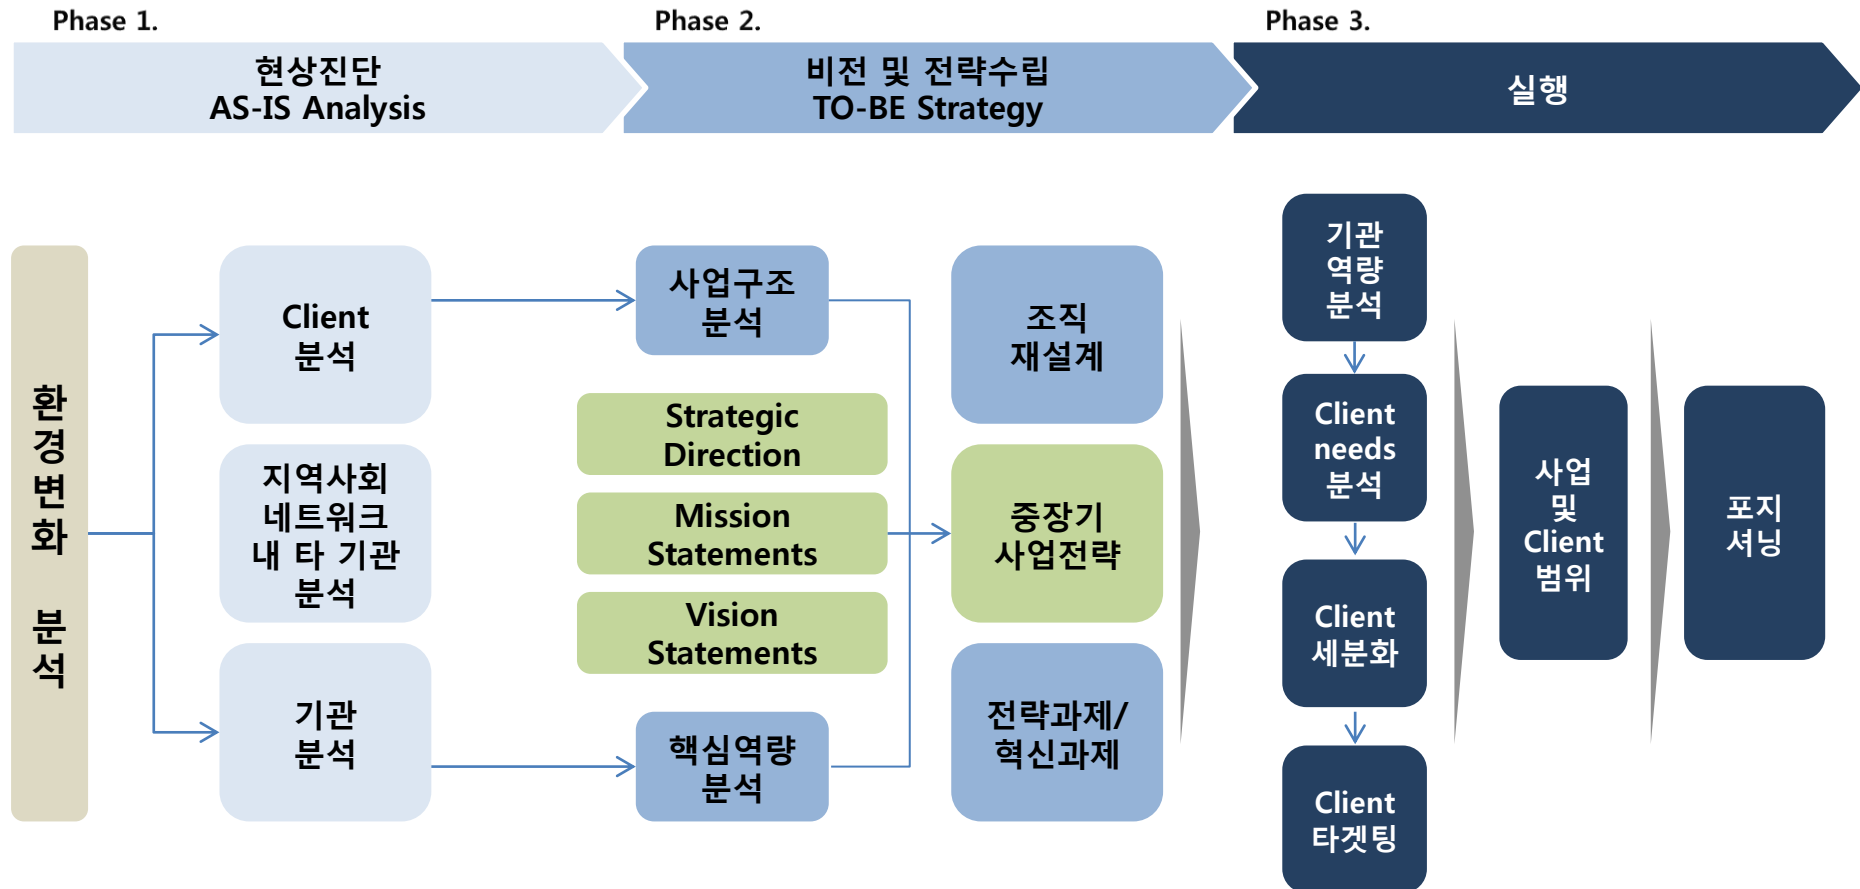 Phase 1.
현상진단
AS-IS Analysis
Phase 2.
비전 및 전략수립
TO-BE Strategy
Phase 3.
실행
환
경
변
화
분
석
Client
분석
지역사회
네트워크
내 타 기관
분석
기관
분석
사업구조
분석
Strategic
Direction
Mission
Statements
Vision
Statements
핵심역량
분석
조직
재설계
중장기
사업전략
전략과제/
혁신과제
기관
역량
분석
Client
needs
분석
Client
세분화
Client
타겟팅
사업
및
Client
범위
포지
셔닝